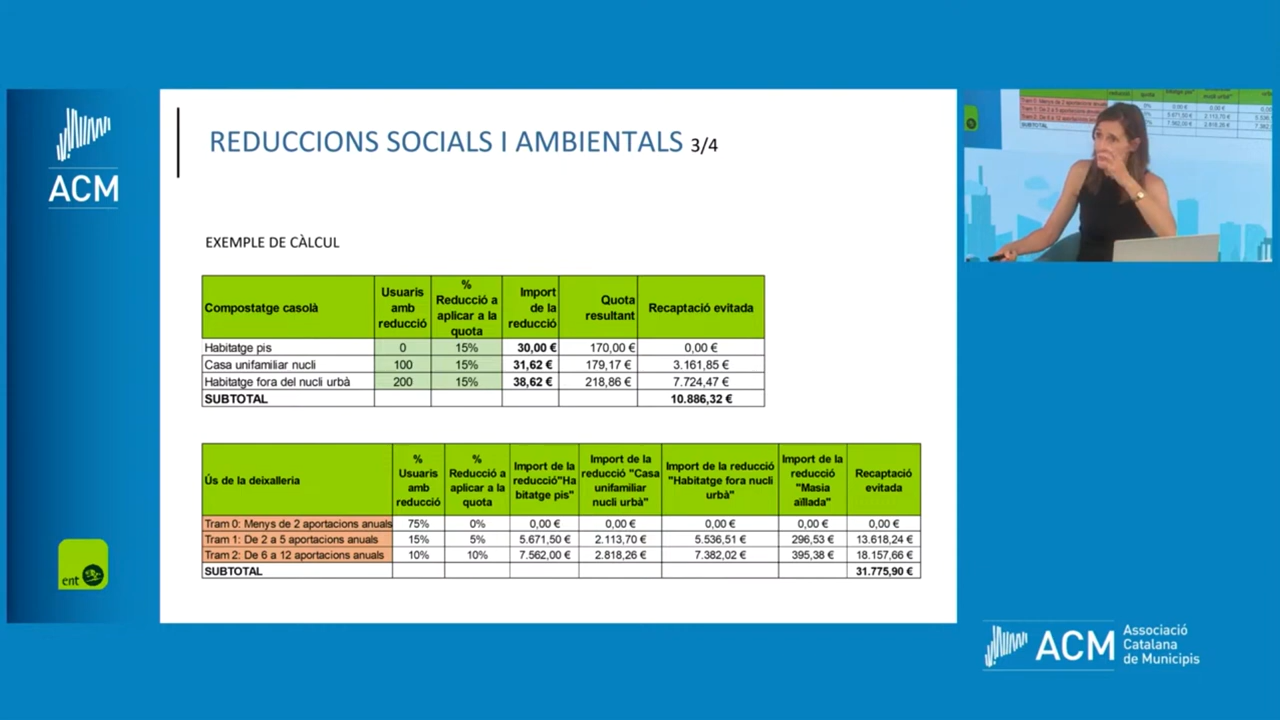 ACM
REDUCCIONS SOCIALS I AMBIENTALS 3/4
EXEMPLE DE CÀLCUL
Compostatge casolà Usuaris amb reducció % Reducció a aplicar a la quota Import de la reducció Quota resultant Recaptació evitada
Habitatge pis 0 15% 30,00 € 170,00 € 0,00 €
Casa unifamiliar nucli 100 15% 31,62 € 179,17 € 3.161,85 €
Habitatge fora del nucli urbà 200 15% 38,62 € 218,86 € 7.724,47 €
SUBTOTAL 10.886,32 €
Ús de la deixalleria % Usuaris amb reducció % Reducció a aplicar a la quota Import de la reducció"Ha bitatge pis" Import de la reducció "Casa unifamiliar nucli urbà" Import de la reducció "Habitatge fora nucli urbà" Import de la reducció "Masia aïllada" Recaptació evitada
Tram 0: Menys de 2 aportacions anuals 75% 0% 0,00 € 0,00 € 0,00 € 0,00 € 0,00 €
Tram 1: De 2 a 5 aportacions anuals 15% 5% 5.671,50 € 2.113,70 € 5.536,51 € 296,53 € 13.618,24 €
Tram 2: De 6 a 12 aportacions anuals 10% 10% 7.562,00 € 2.818,26 € 7.382,02 € 395,38 € 18.157,66 €
SUBTOTAL 31.775,90 €
ent
ACM Associació
Catalana
de Municipis